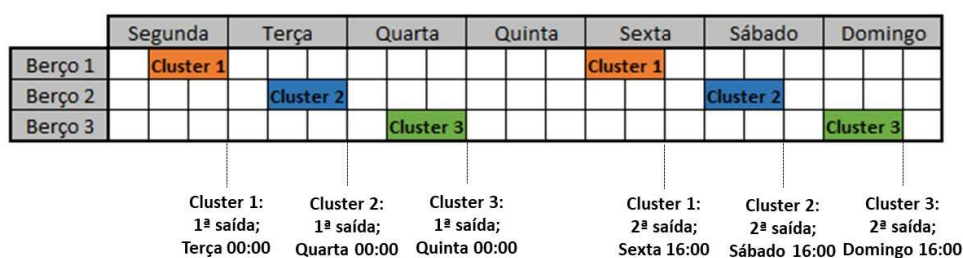 Segunda Terça Quarta Quinta Sexta Sábado Domingo
Berço 1 Cluster 1 Cluster 1
Berço 2 Cluster 2 Cluster 2
Berço 3 Cluster 3 Cluster 3
Cluster 1:
1ª saída;
Terça 00:00
Cluster 2:
1ª saída;
Quarta 00:00
Cluster 3:
1ª saída;
Quinta 00:00
Cluster 1:
2ª saída;
Sexta 16:00
Cluster 2:
2ª saída;
Sábado 16:00
Cluster 3:
2ª saída;
Domingo 16:00